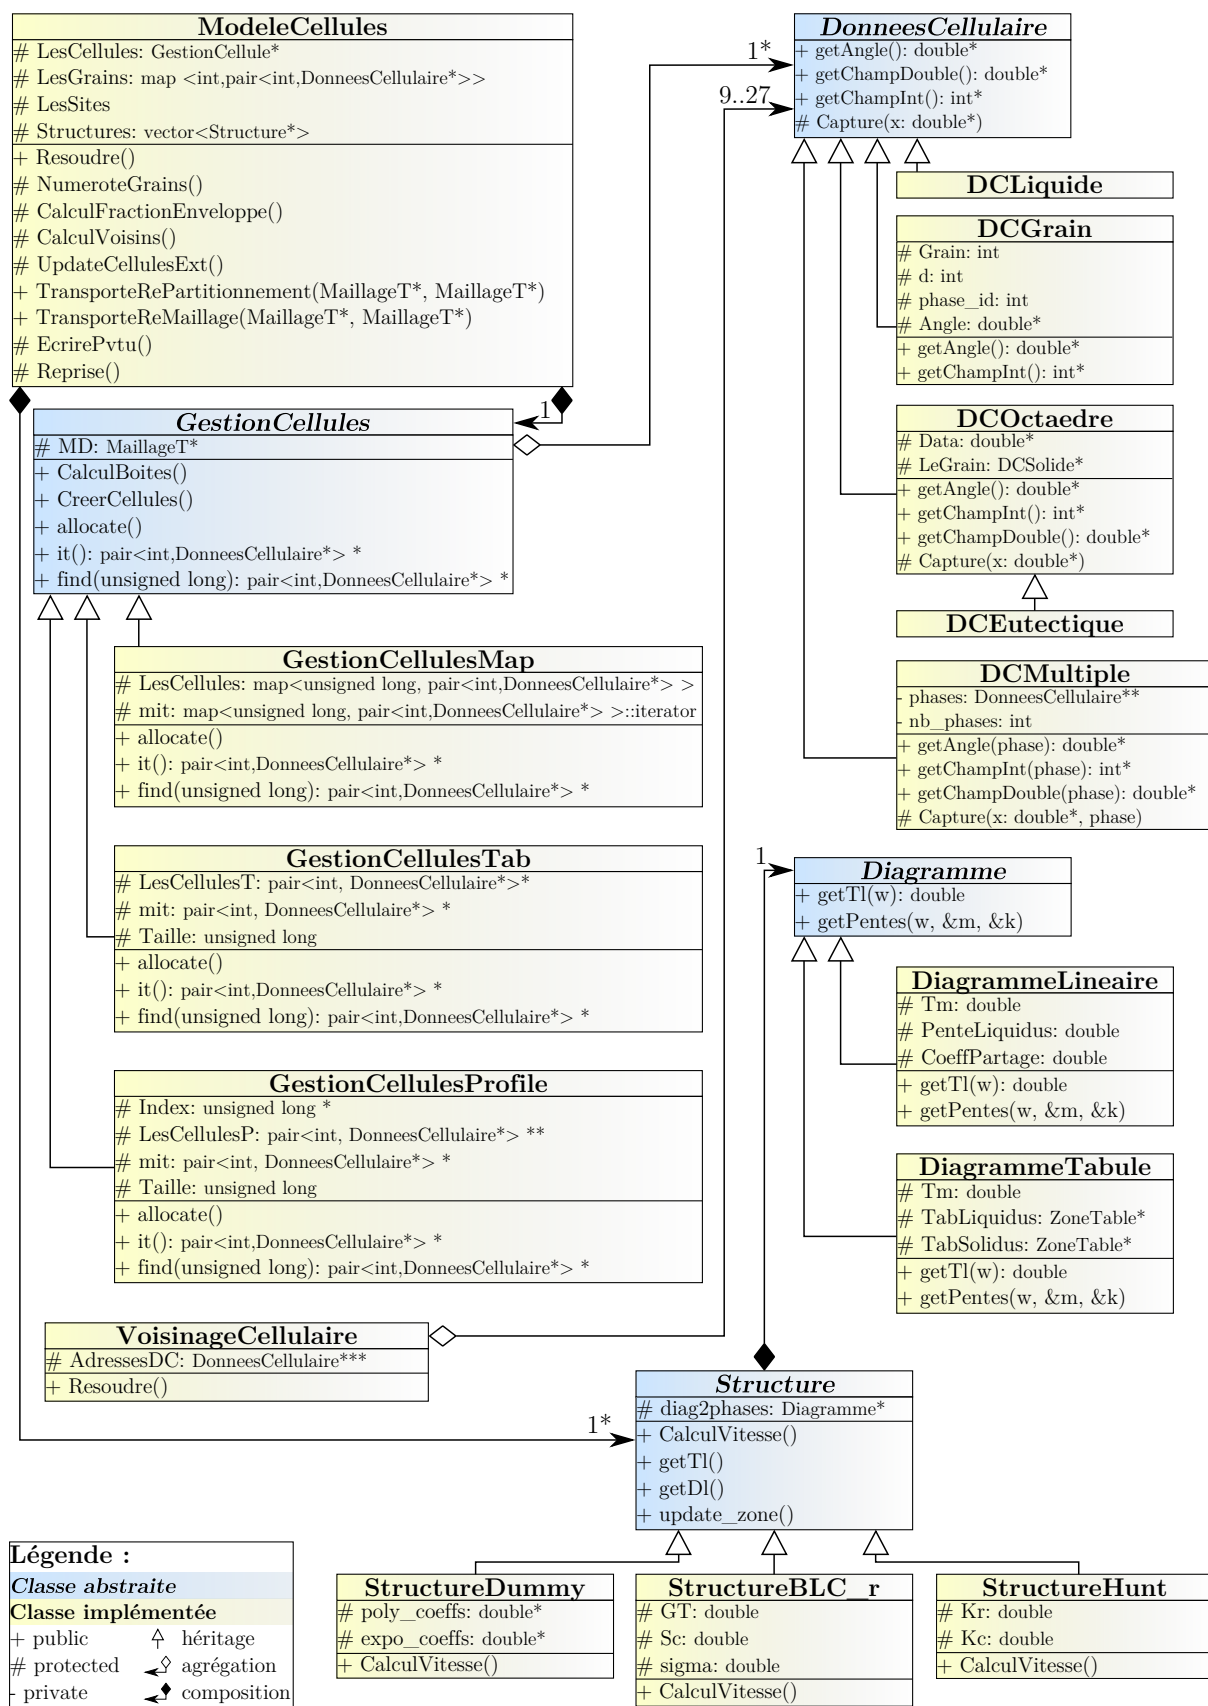 ModeleCellules
# LesCellules: GestionCellule*
# LesGrains: map <int,pair<int,DonneesCellulaire*>>
# LesSites
# Structures: vector<Structure*>
+ Resoudre()
# NumeroteGrains()
# CalculFractionEnveloppe()
# CalculVoisins()
# UpdateCellulesExt()
+ TransporteRePartitionnement(MaillageT*, MaillageT*)
+ TransporteReMaillage(MaillageT*, MaillageT*)
# EcrirePvtu()
# Reprise()
1
GestionCellules
# MD: MaillageT*
+ CalculBoites()
+ CreerCellules()
+ allocate()
+ it(): pair<int,DonneesCellulaire*> *
+ find(unsigned long): pair<int,DonneesCellulaire*> *
GestionCellulesMap
# LesCellules: map<unsigned long, pair<int,DonneesCellulaire*> >
# mit: map<unsigned long, pair<int,DonneesCellulaire*> >::iterator
+ allocate()
+ it(): pair<int,DonneesCellulaire*> *
+ find(unsigned long): pair<int,DonneesCellulaire*> *
GestionCellulesTab
# LesCellulesT: pair<int, DonneesCellulaire*>*
# mit: pair<int, DonneesCellulaire*> *
# Taille: unsigned long
+ allocate()
+ it(): pair<int,DonneesCellulaire*> *
+ find(unsigned long): pair<int,DonneesCellulaire*> *
GestionCellulesProfile
# Index: unsigned long *
# LesCellulesP: pair<int, DonneesCellulaire*> **
# mit: pair<int, DonneesCellulaire*> *
# Taille: unsigned long
+ allocate()
+ it(): pair<int,DonneesCellulaire*> *
+ find(unsigned long): pair<int,DonneesCellulaire*> *
VoisinageCellulaire
# AdressesDC: DonneesCellulaire***
+ Resoudre()
1*
9..27
DonneesCellulaire
+ getAngle(): double*
+ getChampDouble(): double*
+ getChampInt(): int*
# Capture(x: double*)
DCLiquide
DCGrain
# Grain: int
# d: int
# phase_id: int
# Angle: double*
+ getAngle(): double*
+ getChampInt(): int*
DCOctaedre
# Data: double*
# LeGrain: DCSolide*
+ getAngle(): double*
+ getChampInt(): int*
+ getChampDouble(): double*
# Capture(x: double*)
DCEutectique
DCMultiple
- phases: DonneesCellulaire**
- nb_phases: int
+ getAngle(phase): double*
+ getChampInt(phase): int*
+ getChampDouble(phase): double*
# Capture(x: double*, phase)
1
Diagramme
+ getTl(w): double
+ getPentes(w, &m, &k)
DiagrammeLineaire
# Tm: double
# PenteLiquidus: double
# CoeffPartage: double
+ getTl(w): double
+ getPentes(w, &m, &k)
DiagrammeTabule
# Tm: double
# TabLiquidus: ZoneTable*
# TabSolidus: ZoneTable*
+ getTl(w): double
+ getPentes(w, &m, &k)
1*
Structure
# diag2phases: Diagramme*
+ CalculVitesse()
+ getTl()
+ getDl()
+ update_zone()
StructureDummy
# poly_coeffs: double*
# expo_coeffs: double*
+ CalculVitesse()
StructureBLC_r
# GT: double
# Sc: double
# sigma: double
+ CalculVitesse()
StructureHunt
# Kr: double
# Kc: double
+ CalculVitesse()
Légende :
Classe abstraite
Classe implémentée
+ public héritage
# protected agrégation
- private composition